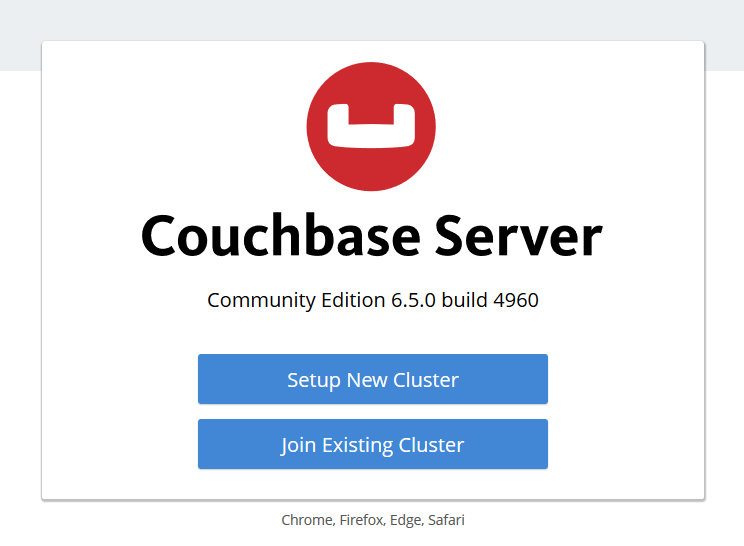 Couchbase Server
Community Edition 6.5.0 build 4960
Setup New Cluster
Join Existing Cluster
Chrome, Firefox, Edge, Safari